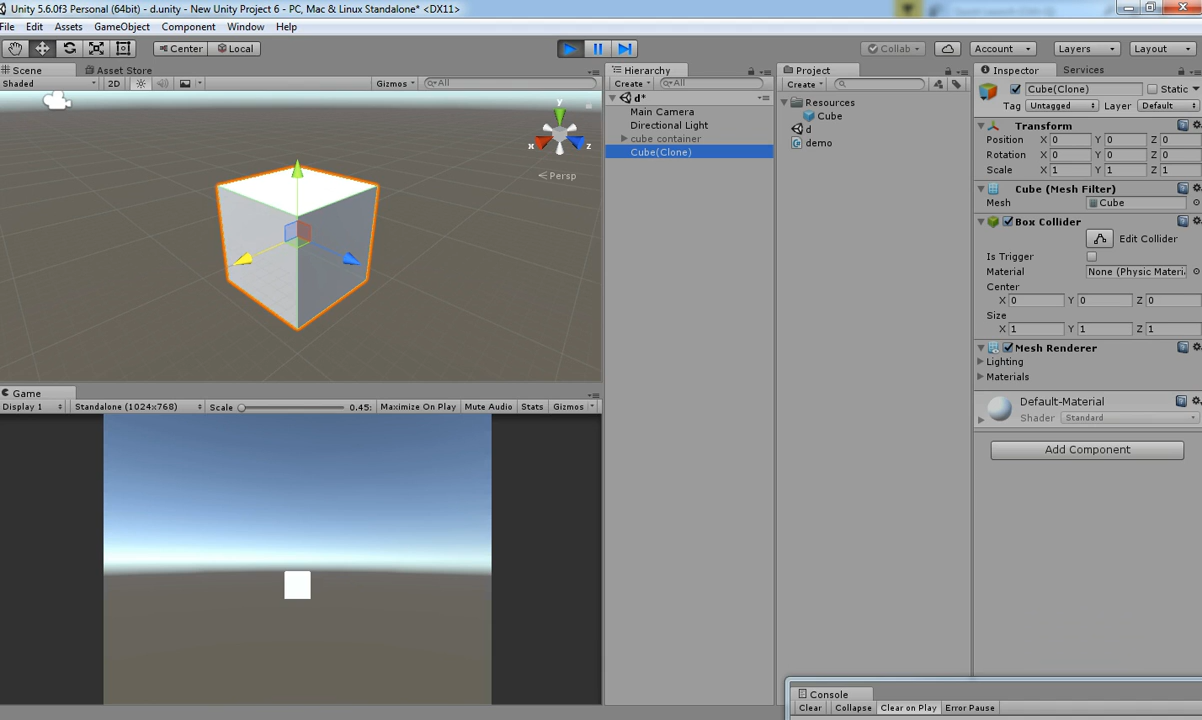 Unity 5.6.0f3 Personal (64bit) - d.unity - New Unity Project 6 - PC, Mac & Linux Standalone* <DX11>
File Edit Assets GameObject Component Window Help
Center Local Collab Account Layers Layout
Scene Asset Store
Shaded 2D Gizmos All
y
x
z
Persp
Game
Display 1 Standalone (1024x768) Scale 0.45: Maximize On Play Mute Audio Stats Gizmos
Hierarchy
Create All
d*
Main Camera
Directional Light
cube container
Cube(Clone)
Project
Create
Resources
Cube
d
demo
Inspector Services
Cube(Clone) Static
Tag Untagged Layer Default
Transform
Position X 0 Y 0 Z 0
Rotation X 0 Y 0 Z 0
Scale X 1 Y 1 Z 1
Cube (Mesh Filter)
Mesh Cube
Box Collider
Edit Collider
Is Trigger
Material None (Physic Materi
Center
X 0 Y 0 Z 0
Size
X 1 Y 1 Z 1
Mesh Renderer
Lighting
Materials
Default-Material
Shader Standard
Add Component
Console
Clear Collapse Clear on Play Error Pause